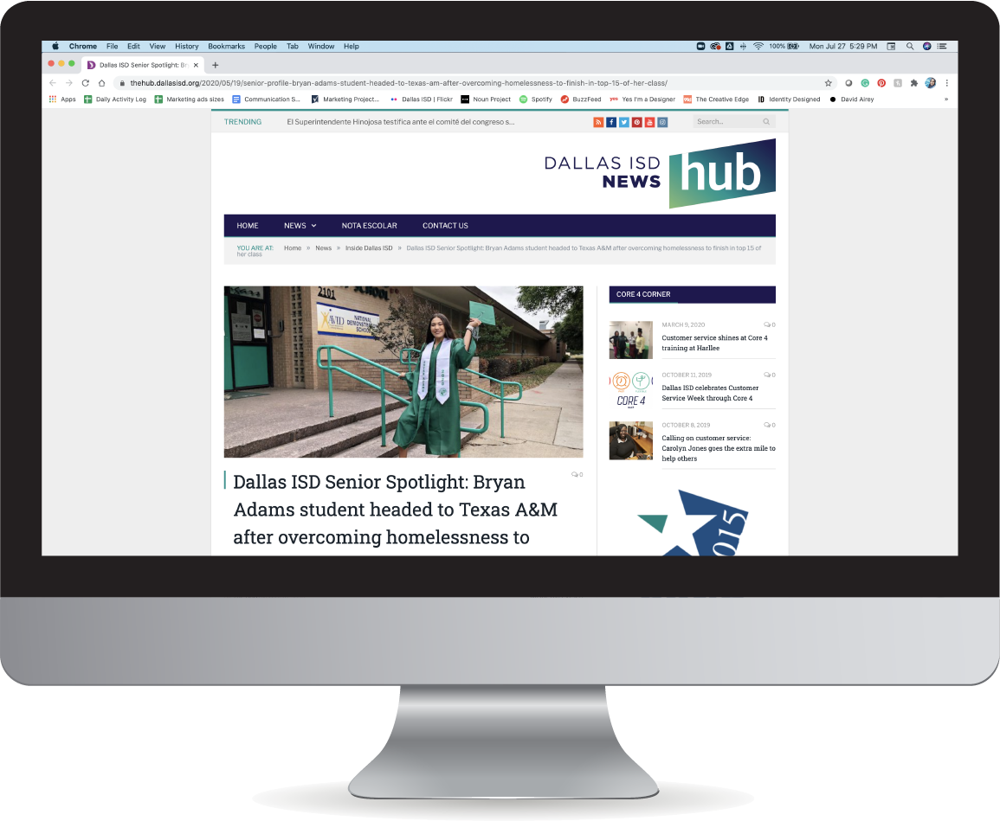 Chrome File Edit View History Bookmarks People Tab Window Help 100% Mon Jul 27 5:29 PM
Dallas ISD Senior Spotlight: Br
thehub.dallasisd.org/2020/05/19/senior-profile-bryan-adams-student-headed-to-texas-am-after-overcoming-homelessness-to-finish-in-top-15-of-her-class/
Apps Daily Activity Log Marketing ads sizes Communication S... Marketing Project... Dallas ISD | Flickr Noun Project Spotify BuzzFeed Yes I'm a Designer The Creative Edge ID Identity Designed David Airey »
TRENDING El Superintendente Hinojosa testifica ante el comité del congreso s... Search...
DALLAS ISD
NEWS
hub
HOME NEWS NOTA ESCOLAR CONTACT US
YOU ARE AT: Home » News » Inside Dallas ISD » Dallas ISD Senior Spotlight: Bryan Adams student headed to Texas A&M after overcoming homelessness to finish in top 15 of
her class
2101 SCHOOL
AVID NATIONAL
DEMONSTRATION
SCHOOL
Dallas ISD Senior Spotlight: Bryan
Adams student headed to Texas A&M
after overcoming homelessness to
0
CORE 4 CORNER
MARCH 9, 2020 0
Customer service shines at Core 4
training at Harllee
OCTOBER 11, 2019 0
Dallas ISD celebrates Customer
Service Week through Core 4
CORE 4
OCTOBER 8, 2019 0
Calling on customer service:
Carolyn Jones goes the extra mile to
help others
015